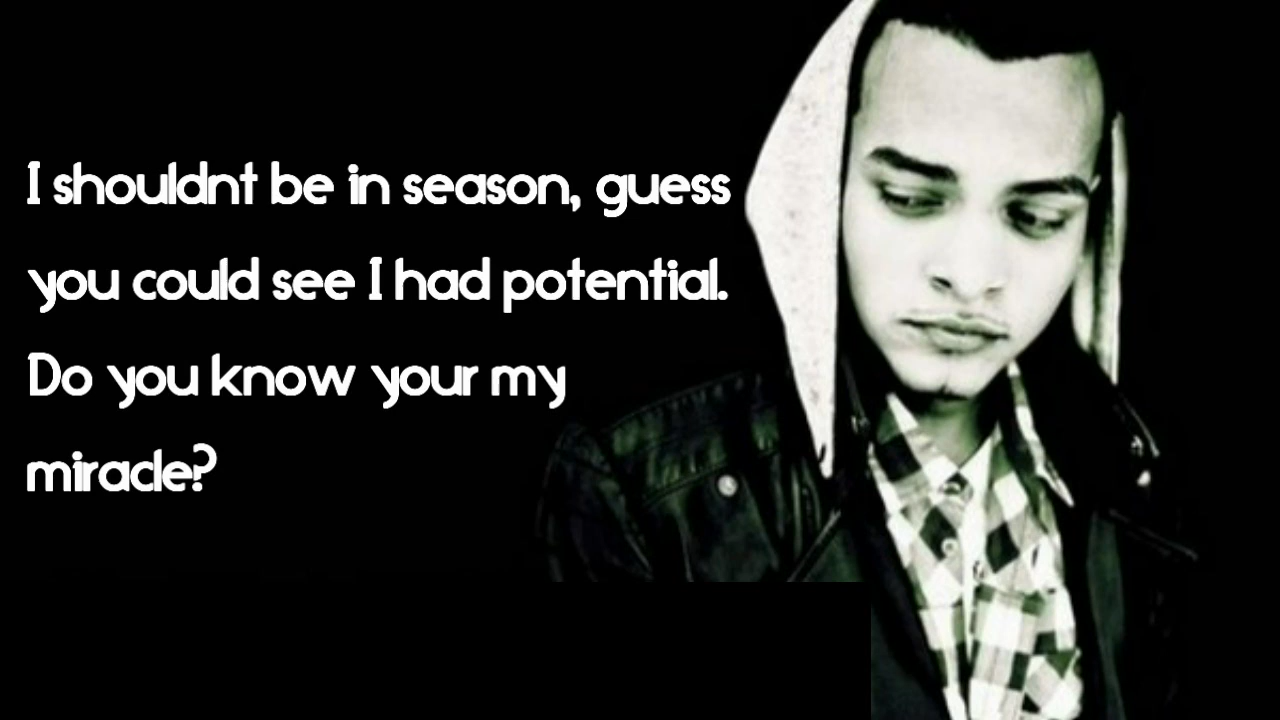 I shouldnt be in season, guess
you could see I had potential.
Do you know your my
miracle?